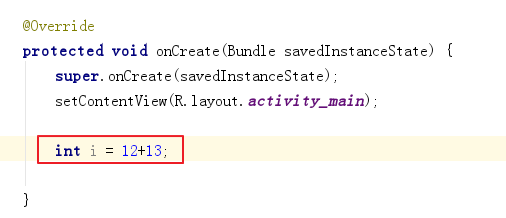 @Override
protected void onCreate(Bundle savedInstanceState) {
super.onCreate(savedInstanceState);
setContentView(R.layout.activity_main);
int i = 12+13;
}